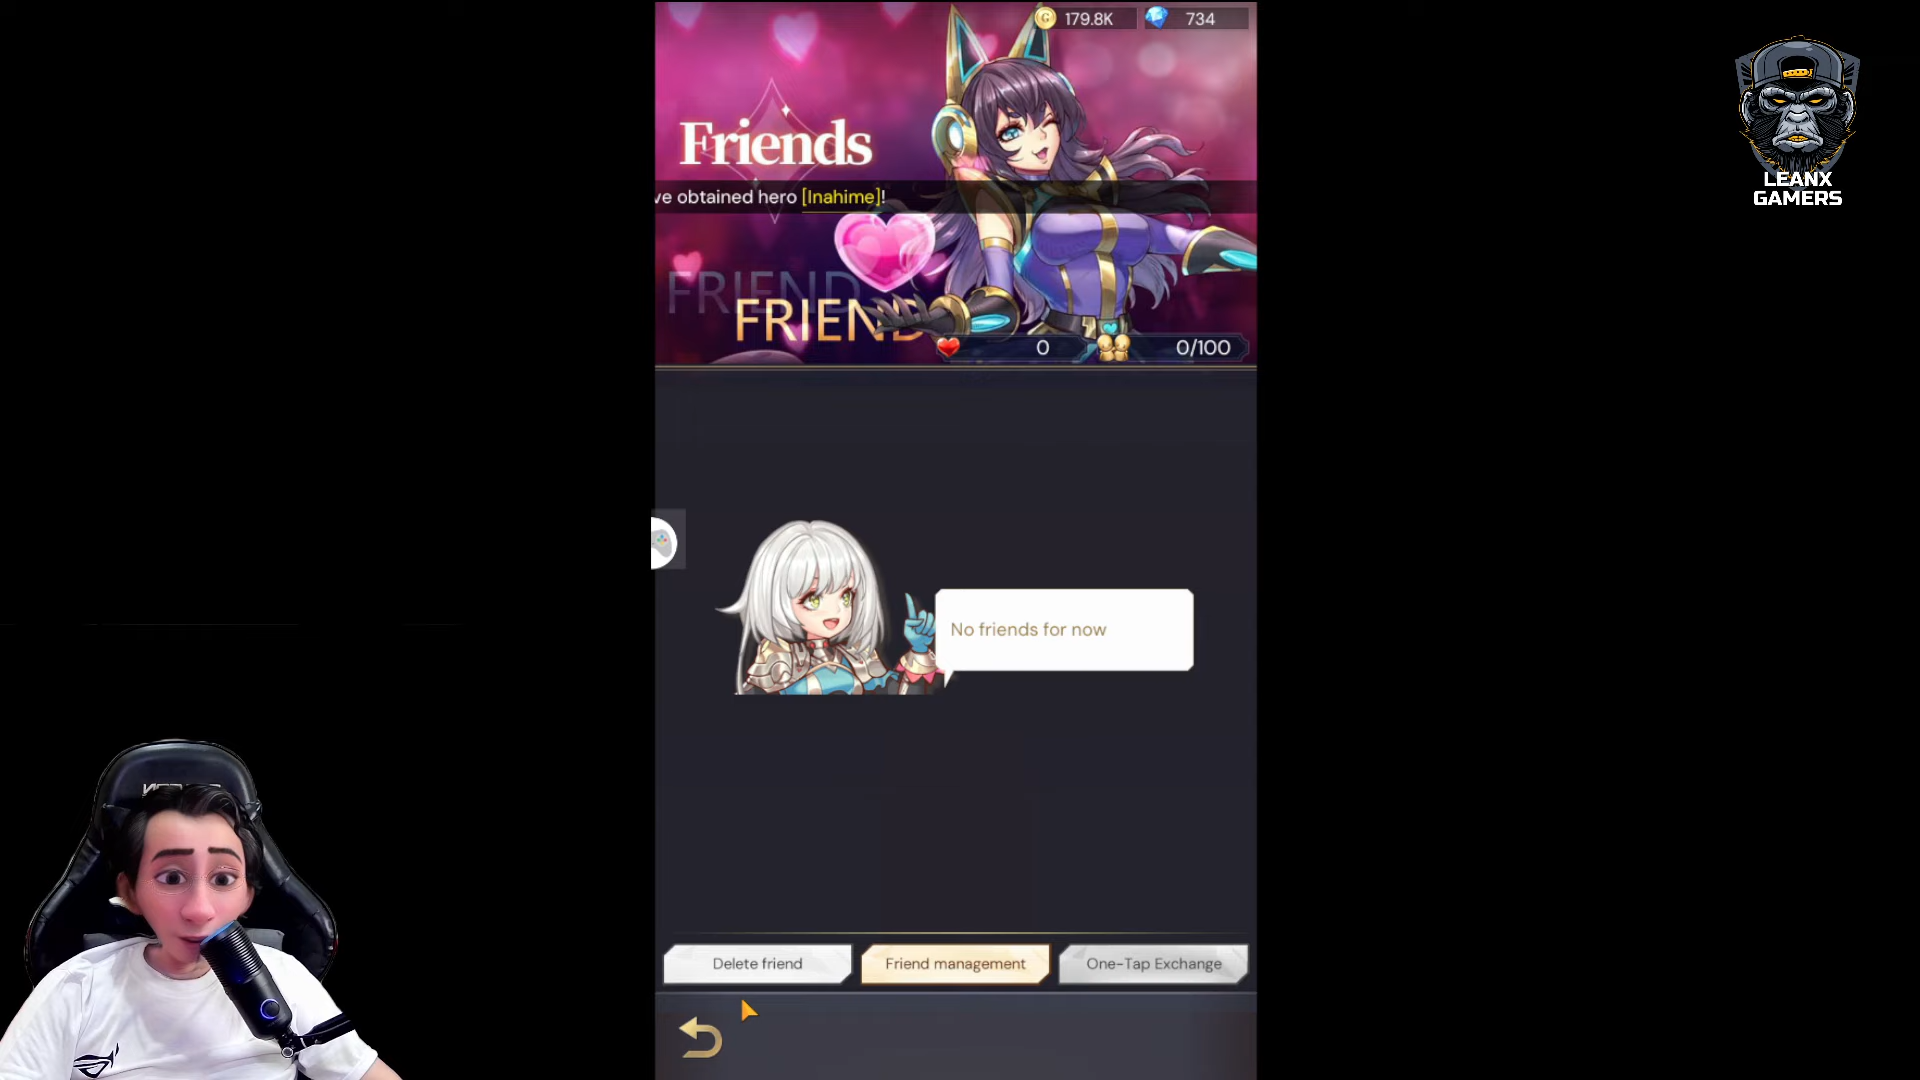 179.8K
734
Friends
ve obtained hero [Inahime]!
FRIEND
FRIEND
0
0/100
No friends for now
Delete friend
Friend management
One-Tap Exchange
LEANX
GAMERS